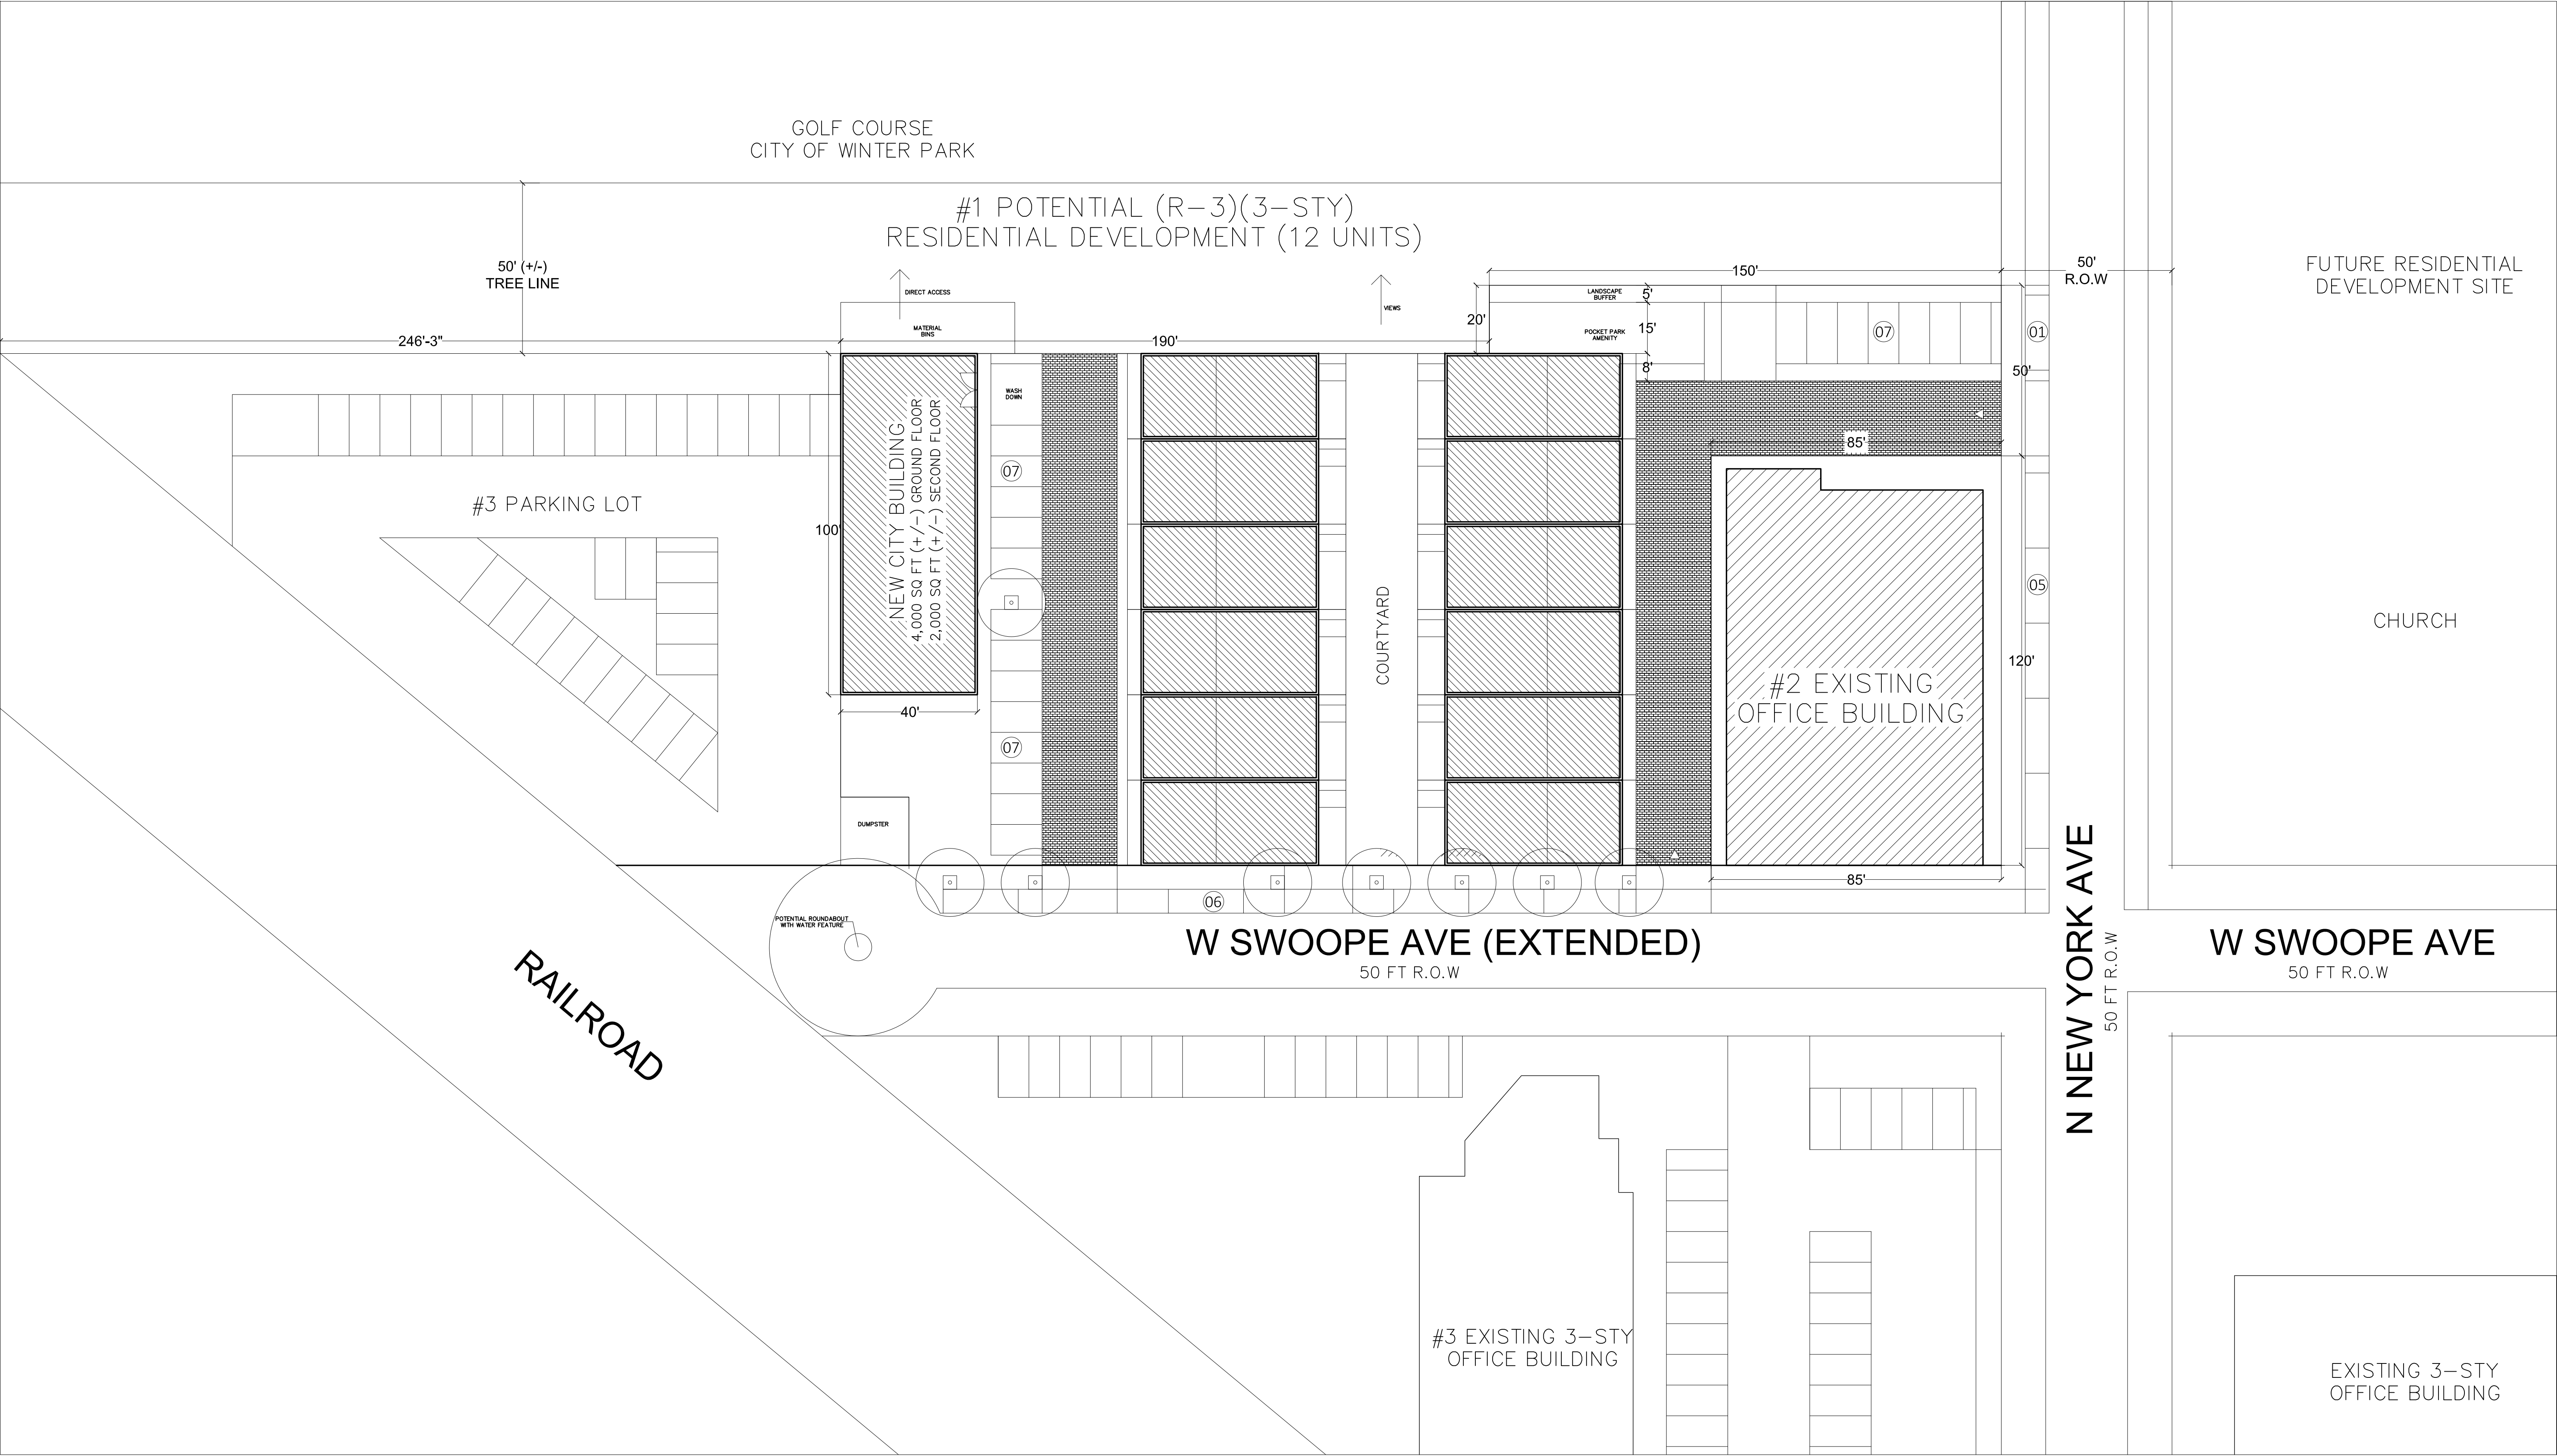 GOLF COURSE
CITY OF WINTER PARK
#1 POTENTIAL (R-3)(3-STY)
RESIDENTIAL DEVELOPMENT (12 UNITS)
50' (+/-)
TREE LINE
DIRECT ACCESS
VIEWS
150'
50'
R.O.W
FUTURE RESIDENTIAL
DEVELOPMENT SITE
LANDSCAPE
BUFFER
5'
20'
MATERIAL
BINS
POCKET PARK
AMENITY
15'
07
01
246'-3"
190'
8'
50'
WASH
DOWN
85'
07
#3 PARKING LOT
100'
NEW CITY BUILDING
4,000 SQ FT (+/-) GROUND FLOOR
2,000 SQ FT (+/-) SECOND FLOOR
COURTYARD
05
CHURCH
120'
#2 EXISTING
OFFICE BUILDING
40'
07
DUMPSTER
85'
06
POTENTIAL ROUNDABOUT
WITH WATER FEATURE
W SWOOPE AVE (EXTENDED)
50 FT R.O.W
N NEW YORK AVE
50 FT R.O.W
W SWOOPE AVE
50 FT R.O.W
RAILROAD
#3 EXISTING 3-STY
OFFICE BUILDING
EXISTING 3-STY
OFFICE BUILDING